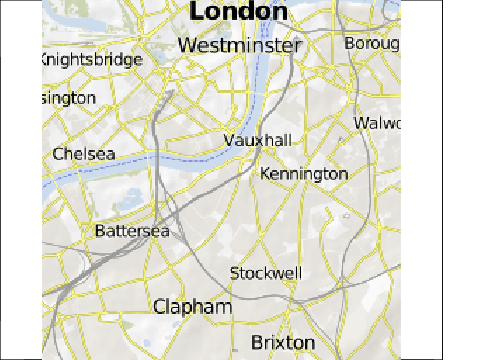 London
Westminster
Boroug
Knightsbridge
sington
Walwo
Vauxhall
Chelsea
Kennington
Battersea
Stockwell
Clapham
Brixton